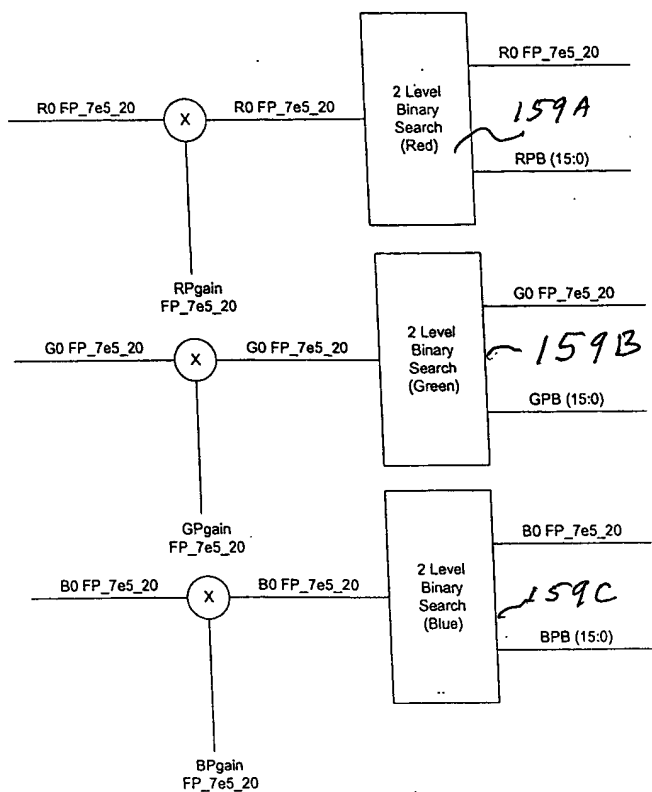 R0 FP_7e5_20
R0 FP_7e5_20
R0 FP_7e5_20
2 Level
Binary
Search
(Red)
159A
RPB (15:0)
X
RPgain
FP_7e5_20
G0 FP_7e5_20
G0 FP_7e5_20
G0 FP_7e5_20
2 Level
Binary
Search
(Green)
159B
GPB (15:0)
X
GPgain
FP_7e5_20
B0 FP_7e5_20
B0 FP_7e5_20
B0 FP_7e5_20
2 Level
Binary
Search
(Blue)
159C
BPB (15:0)
X
BPgain
FP_7e5_20